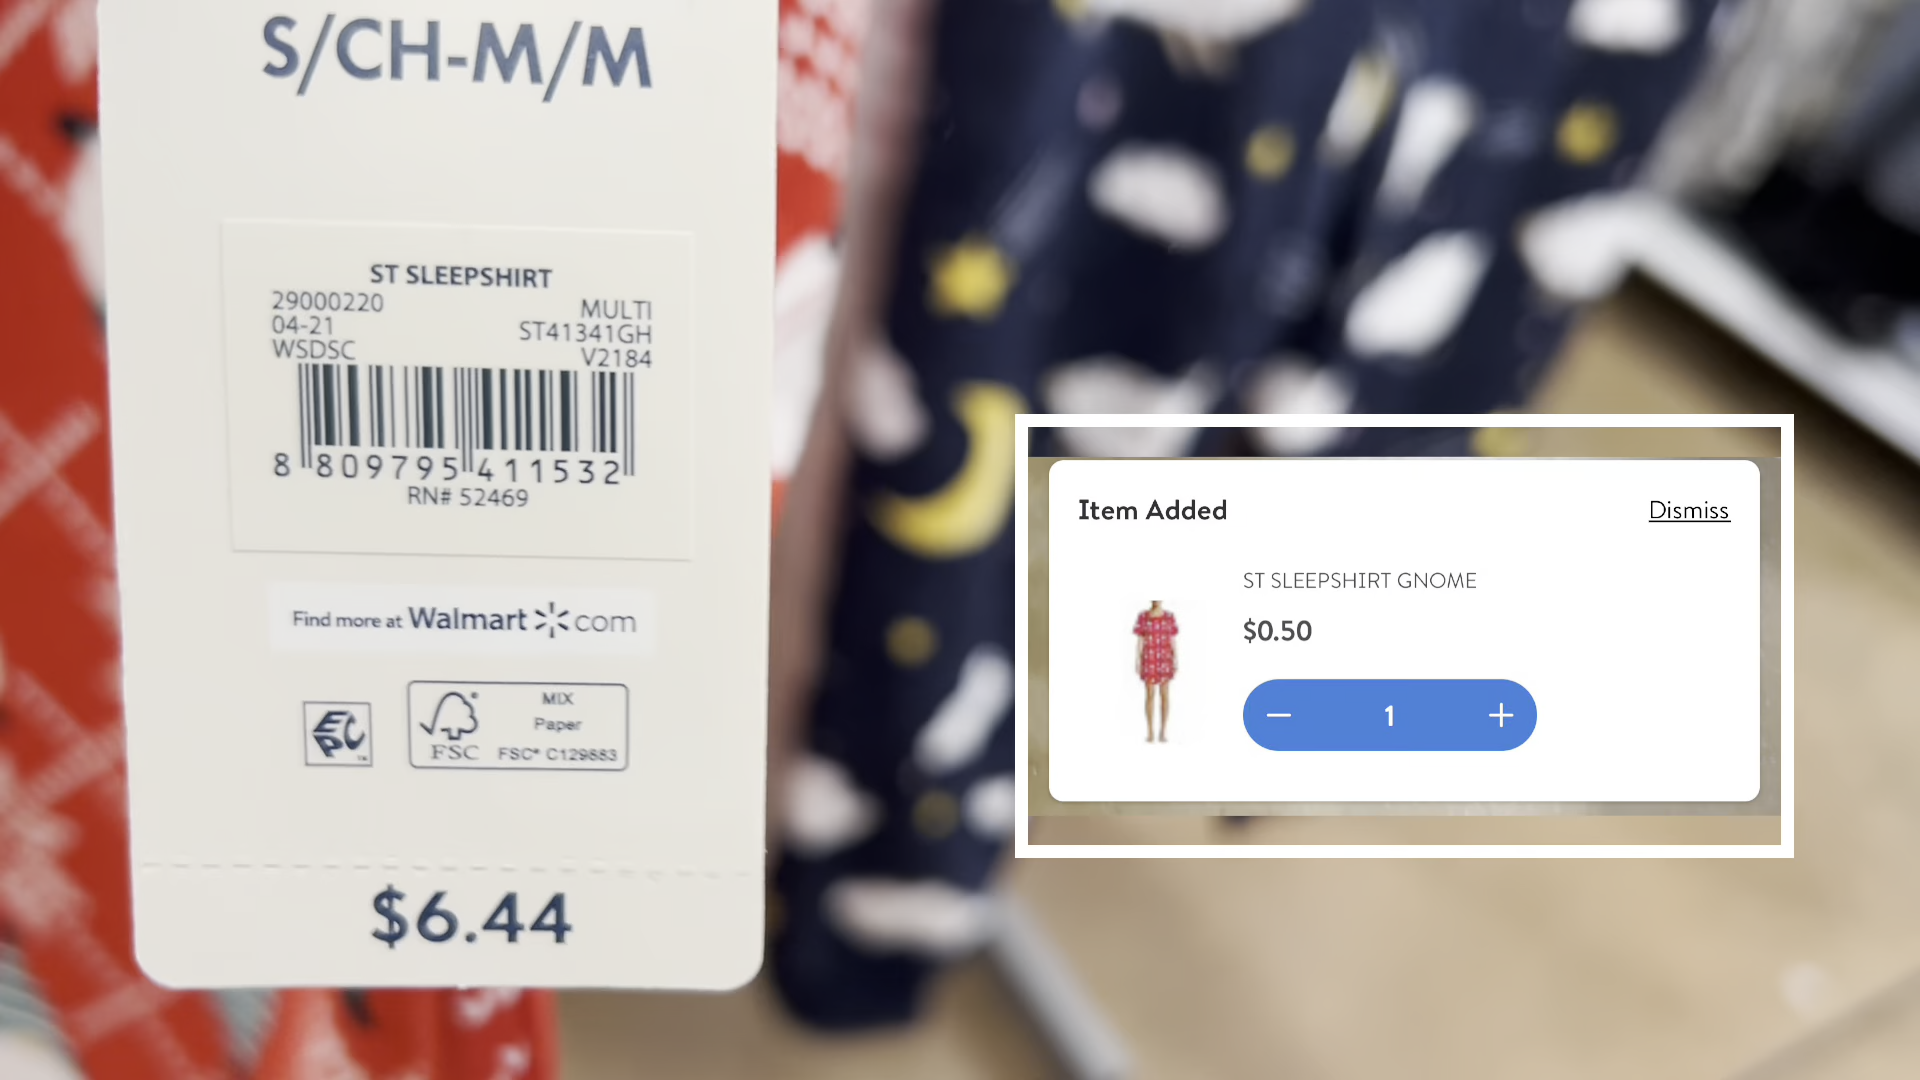 S/CH-M/M
ST SLEEPSHIRT
29000220 MULTI
04-21 ST41341GH
WSDSC V2184
8 809795 411532
RN# 52469
Find more at Walmart com
EPC
FSC
MIX
Paper
FSC® C129883
$6.44
Item Added Dismiss
ST SLEEPSHIRT GNOME
$0.50
1